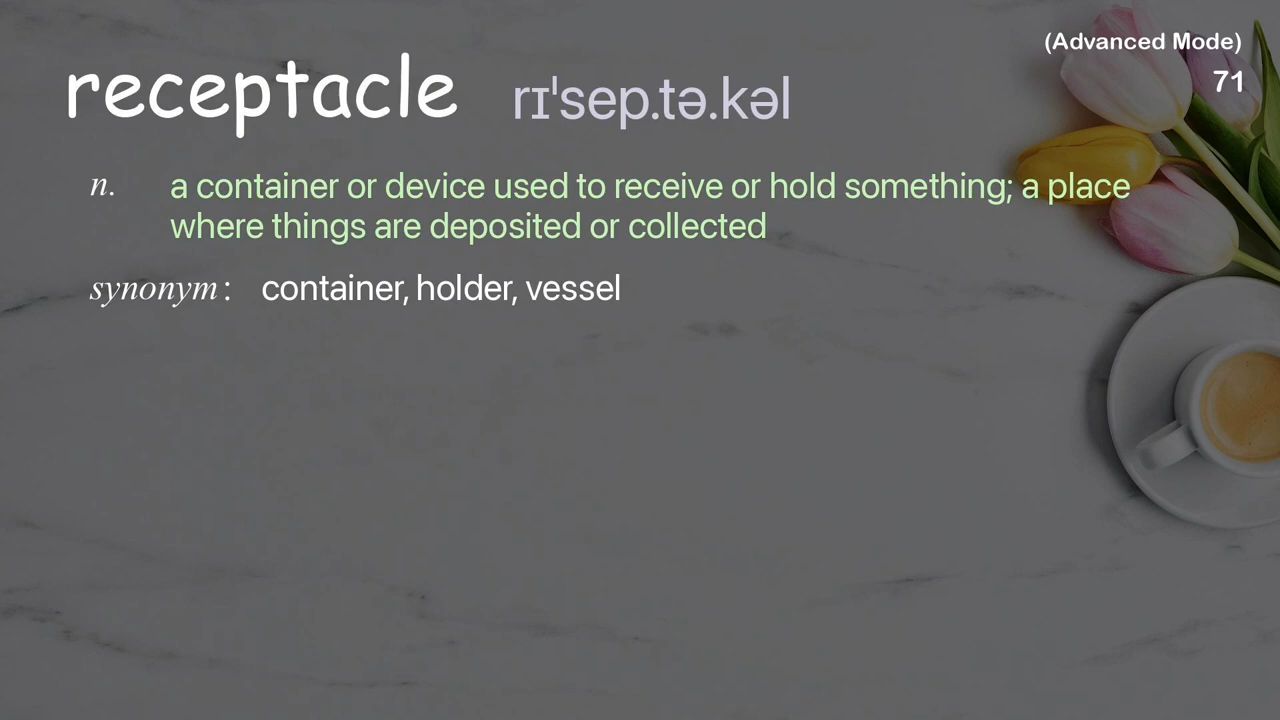 (Advanced Mode)
receptacle rɪˈsep.tə.kəl
71
n. a container or device used to receive or hold something; a place
where things are deposited or collected
synonym : container, holder, vessel